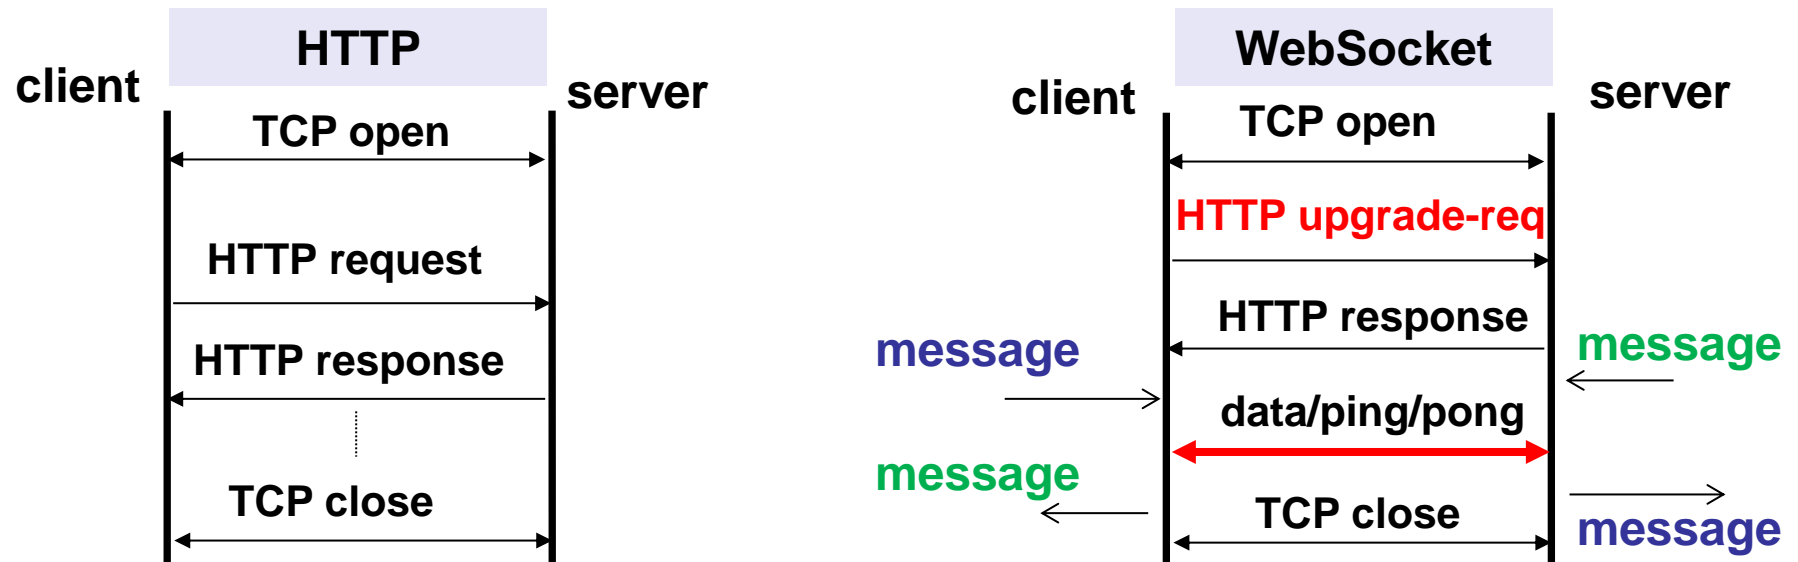 HTTP
client
server
TCP open
HTTP request
HTTP response
TCP close
WebSocket
client
server
TCP open
HTTP upgrade-req
HTTP response
message
message
data/ping/pong
message
TCP close
message